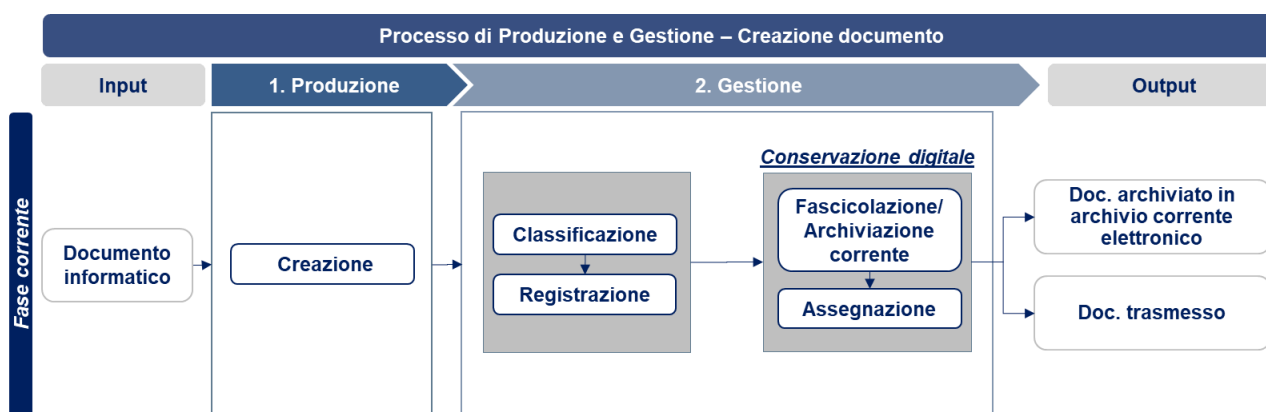 Processo di Produzione e Gestione – Creazione documento
Input
1. Produzione
2. Gestione
Output
Fase corrente
Documento
informatico
Creazione
Classificazione
Registrazione
Conservazione digitale
Fascicolazione/
Archiviazione
corrente
Assegnazione
Doc. archiviato in
archivio corrente
elettronico
Doc. trasmesso